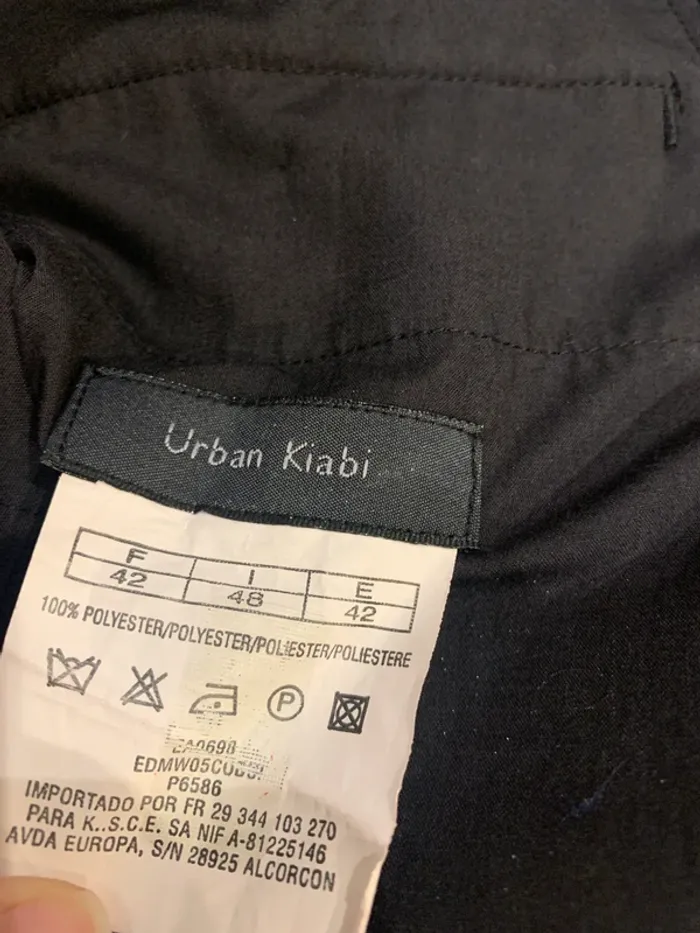 Urban Kiabi
F I E
42 48 42
100% POLYESTER/POLYESTER/POLIESTER/POLIESTERE
P
P6586
IMPORTADO POR FR 29 344 103 270
PARA K..S.C.E. SA NIF A-81225146
AVDA EUROPA, S/N 28925 ALCORCON